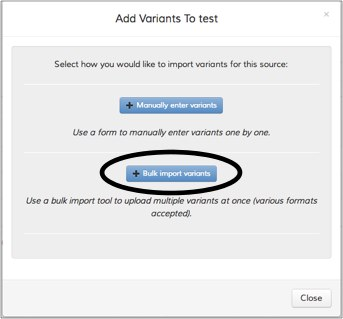 Add Variants To test
×
Select how you would like to import variants for this source:
+ Manually enter variants
Use a form to manually enter variants one by one.
+ Bulk import variants
Use a bulk import tool to upload multiple variants at once (various formats
accepted).
Close